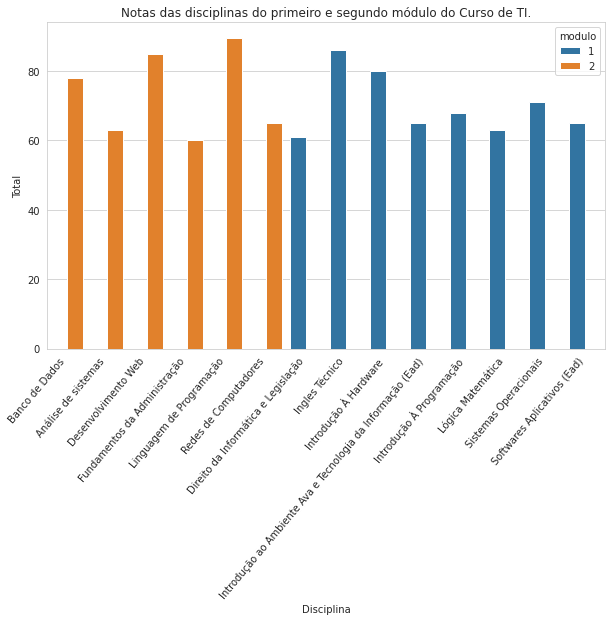 Notas das disciplinas do primeiro e segundo módulo do Curso de TI.
modulo
1
2
Total
80
60
40
20
0
Banco de Dados
Análise de sistemas
Desenvolvimento Web
Fundamentos da Administração
Linguagem de Programação
Redes de Computadores
Direito da Informática e Legislação
Ingles Técnico
Introdução À Hardware
Introdução ao Ambiente Ava e Tecnologia da Informação (Ead)
Introdução À Programação
Lógica Matemática
Sistemas Operacionais
Softwares Aplicativos (Ead)
Disciplina